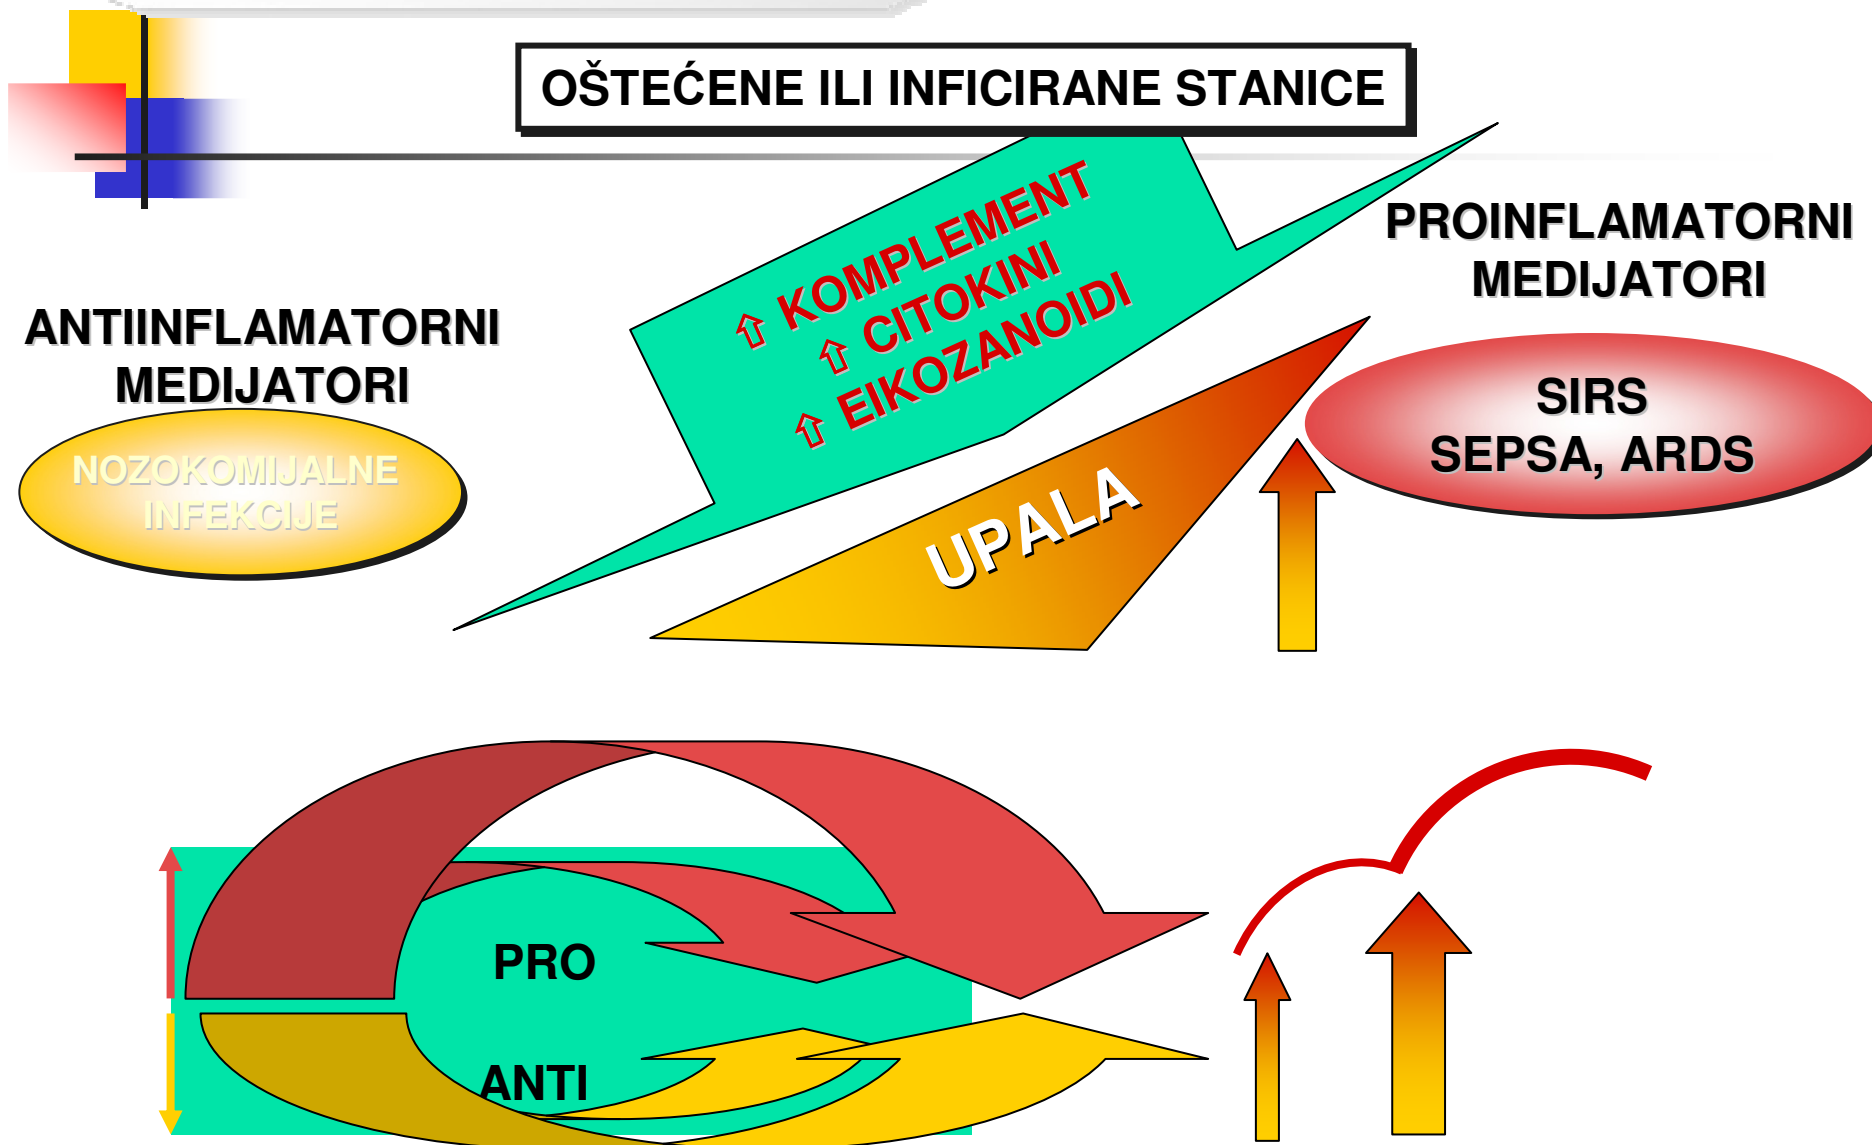 OŠTEĆENE ILI INFICIRANE STANICE
⇧ KOMPLEMENT
⇧ CITOKINI
⇧ EIKOZANOIDI
PROINFLAMATORNI
MEDIJATORI
ANTIINFLAMATORNI
MEDIJATORI
SIRS
SEPSA, ARDS
NOZOKOMIJALNE
INFEKCIJE
UPALA
PRO
ANTI